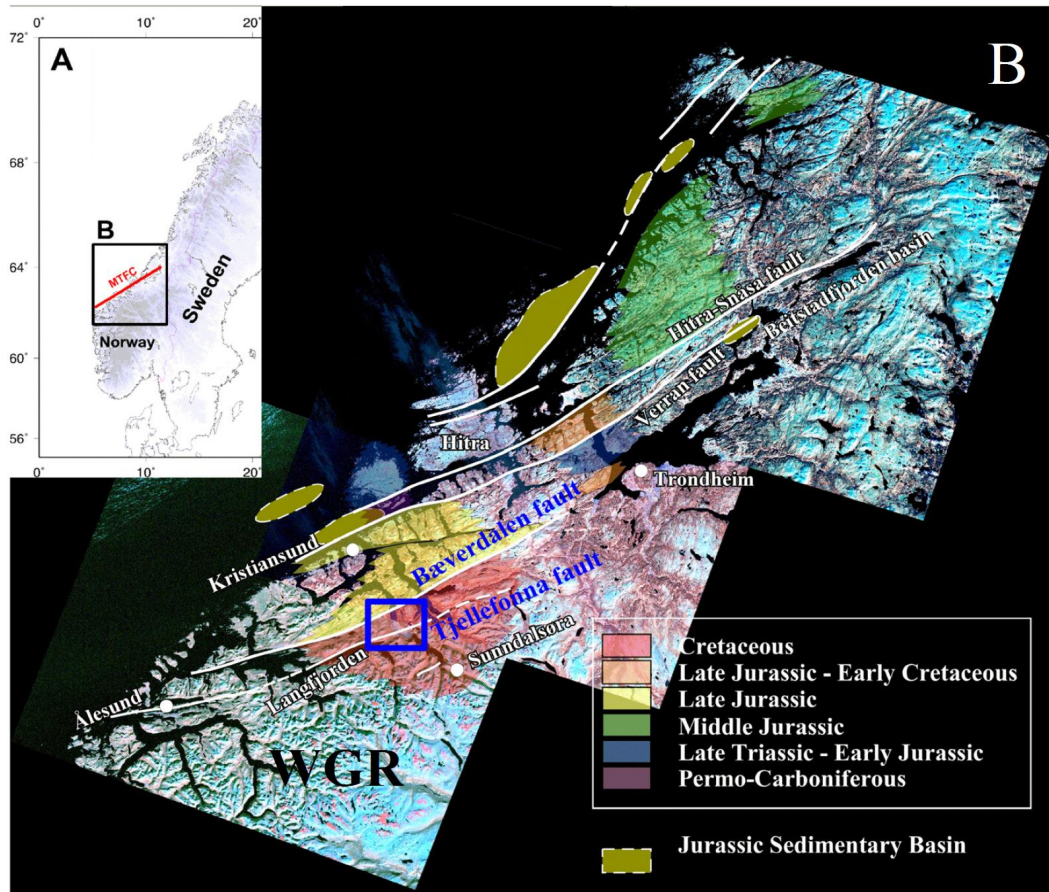 0°
10°
20°
72°
A
68°
B
64°
MTFC
Sweden
Norway
60°
56°
0°
10°
20°
B
Hitra-Snåsa fault
Beitstadfjorden basin
Verran fault
Hitra
Trondheim
Bæverdalen fault
Kristiansund
Tjellefonna fault
Sunndalsøra
Langfjorden
Ålesund
WGR
Cretaceous
Late Jurassic - Early Cretaceous
Late Jurassic
Middle Jurassic
Late Triassic - Early Jurassic
Permo-Carboniferous
Jurassic Sedimentary Basin